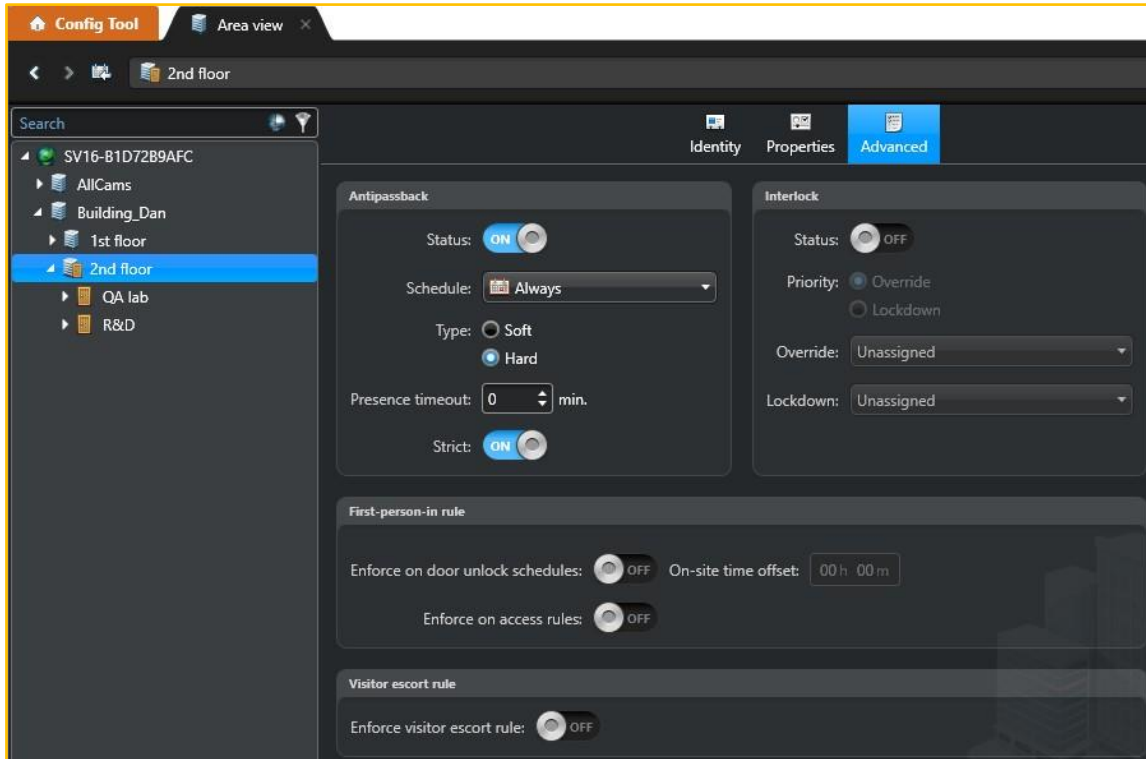 Config Tool
Area view
2nd floor
Search
SV16-B1D72B9AFC
AllCams
Building_Dan
1st floor
2nd floor
QA lab
R&D
Identity
Properties
Advanced
Antipassback
Status: ON
Schedule: Always
Type: Soft
Hard
Presence timeout: 0 min.
Strict: ON
Interlock
Status: OFF
Priority: Override
Lockdown
Override: Unassigned
Lockdown: Unassigned
First-person-in rule
Enforce on door unlock schedules: OFF On-site time offset: 00 h 00 m
Enforce on access rules: OFF
Visitor escort rule
Enforce visitor escort rule: OFF